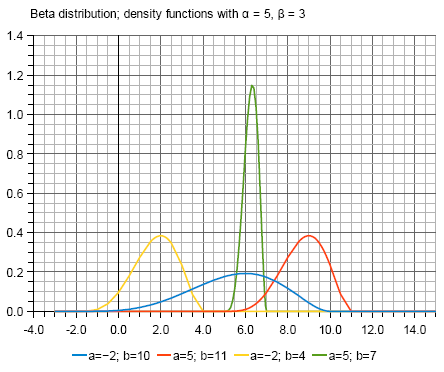 Beta distribution; density functions with α = 5, β = 3
1.4
1.2
1.0
0.8
0.6
0.4
0.2
0.0
-4.0 -2.0 0.0 2.0 4.0 6.0 8.0 10.0 12.0 14.0
a=−2; b=10 a=5; b=11 a=−2; b=4 a=5; b=7